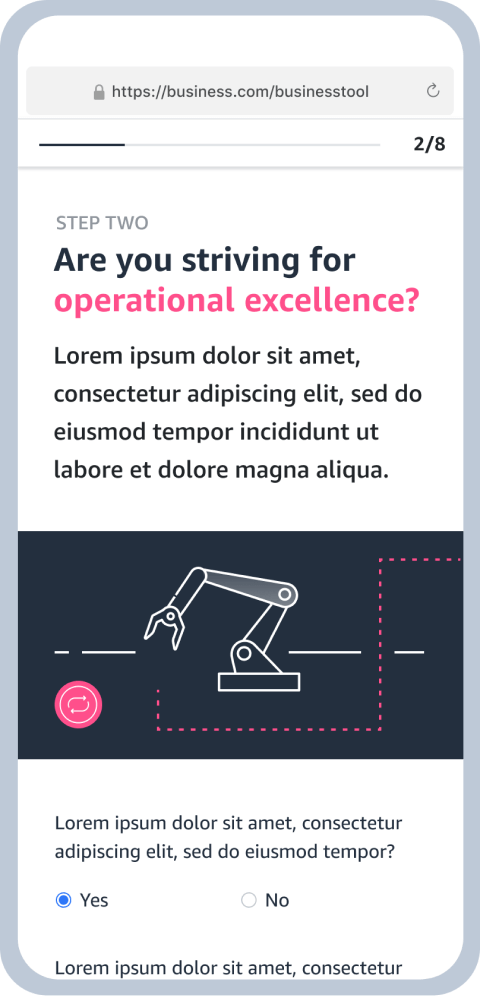 https://business.com/businesstool
2/8
STEP TWO
Are you striving for
operational excellence?
Lorem ipsum dolor sit amet,
consectetur adipiscing elit, sed do
eiusmod tempor incididunt ut
labore et dolore magna aliqua.
Lorem ipsum dolor sit amet, consectetur
adipiscing elit, sed do eiusmod tempor?
Yes No
Lorem ipsum dolor sit amet, consectetur